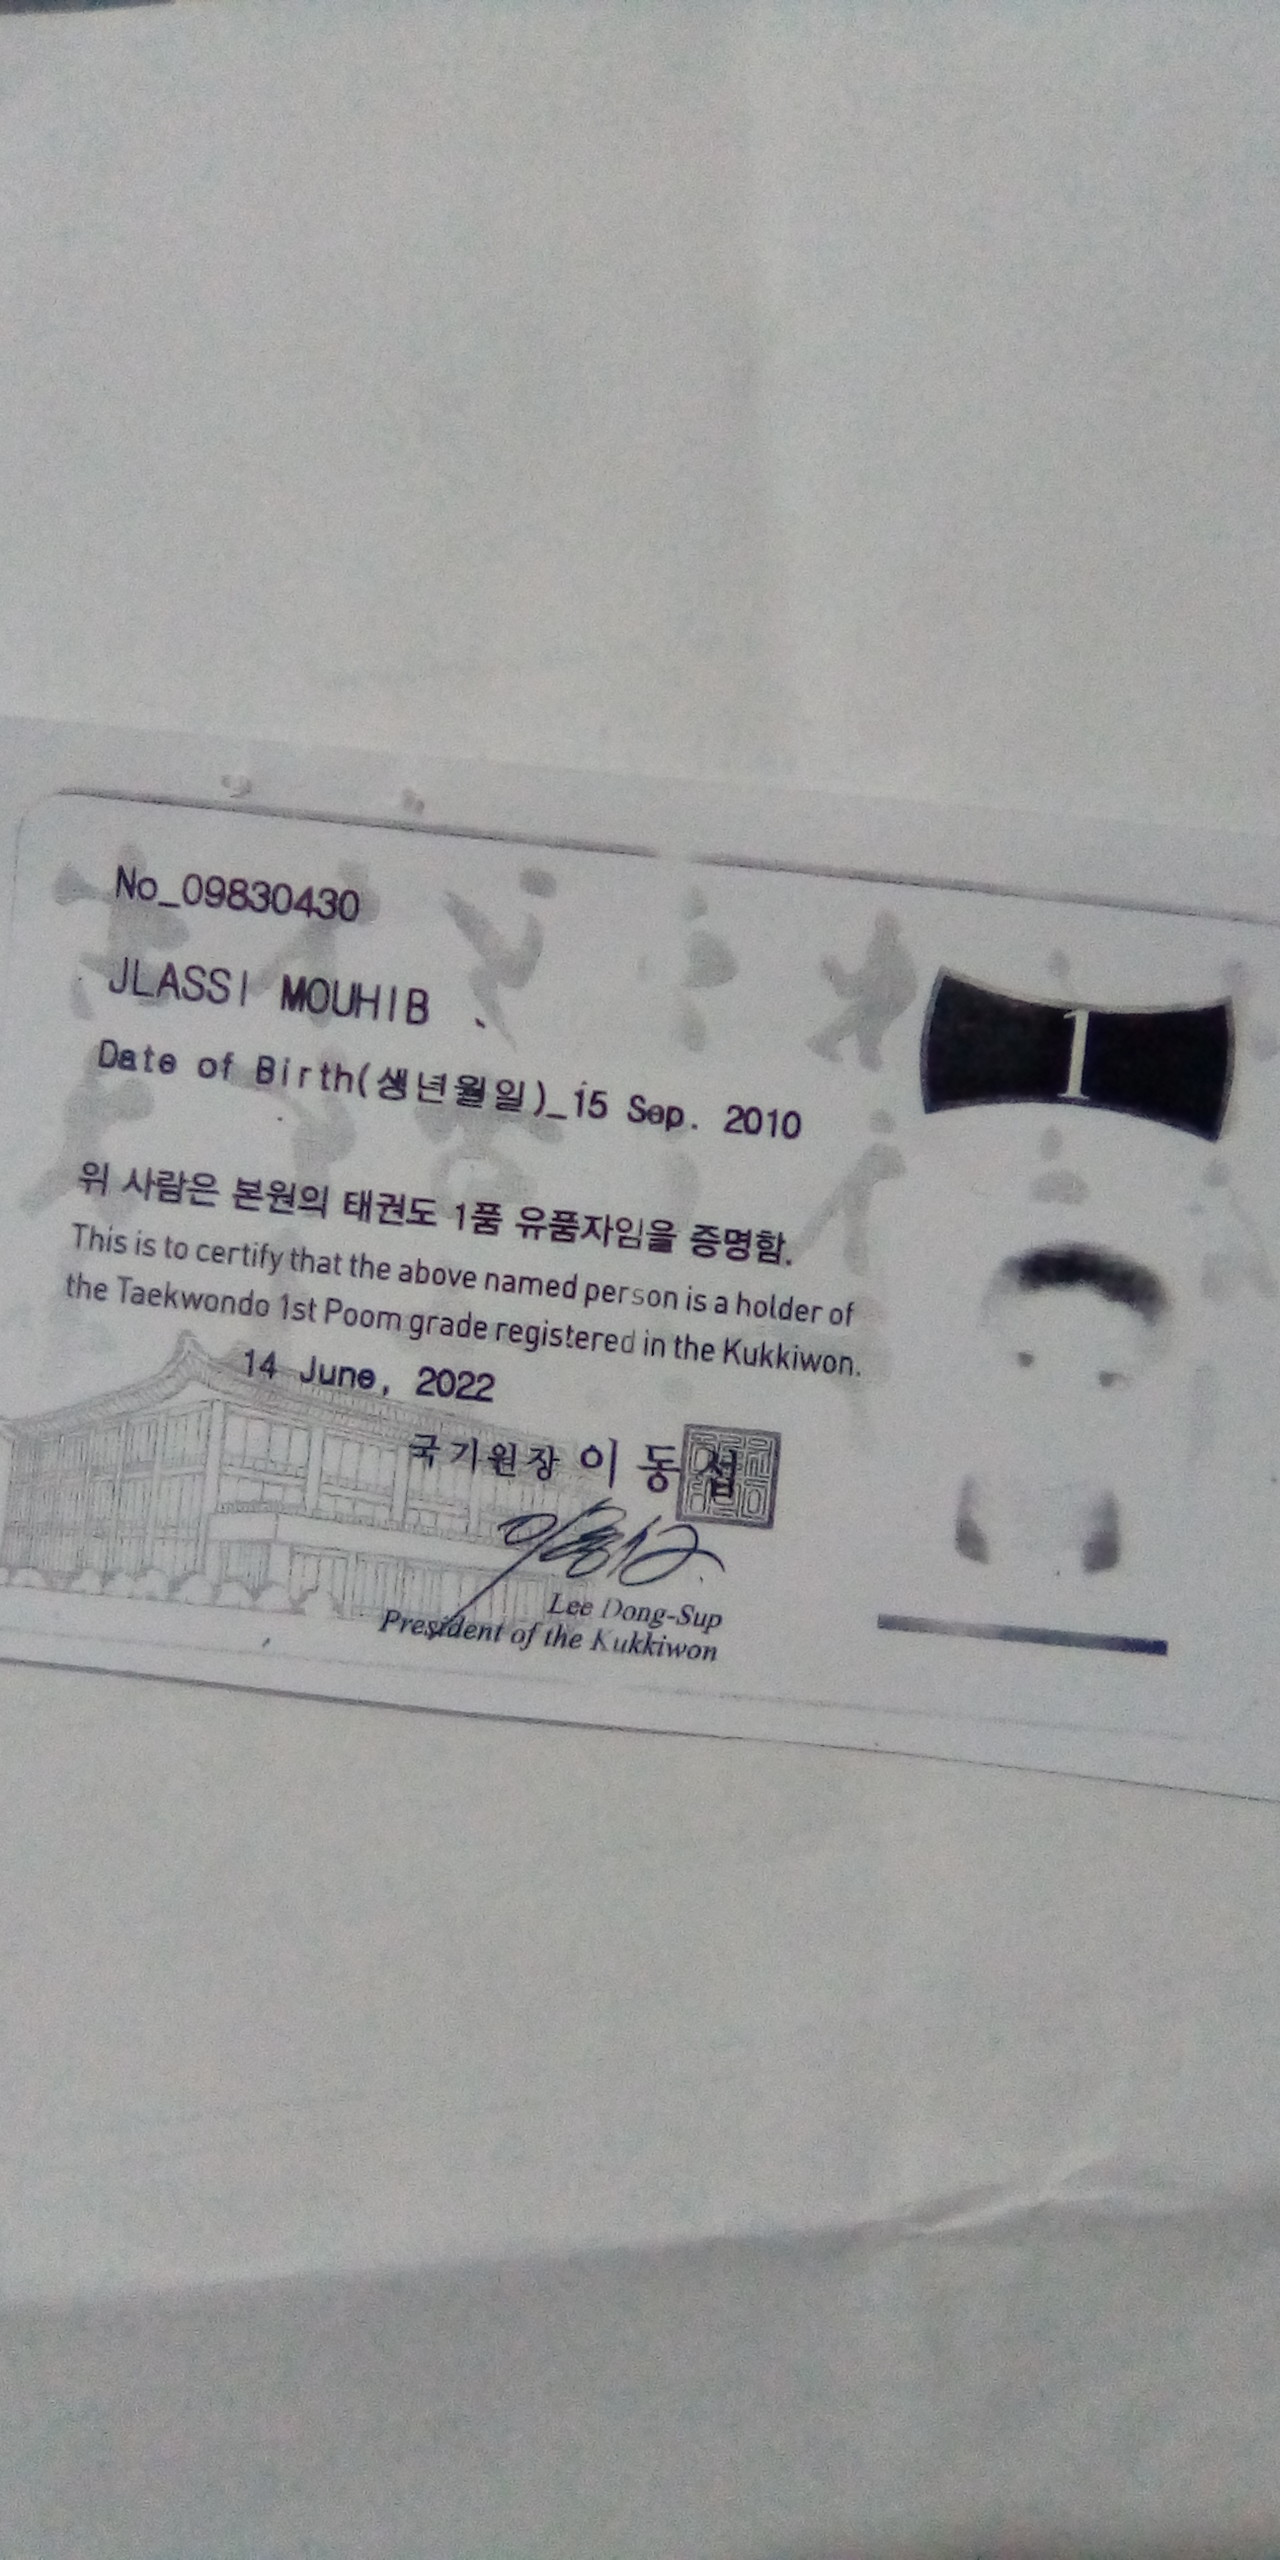 No_09830430
JLASSI MOUHIB
Date of Birth(생년월일)_15 Sep. 2010
1
위 사람은 본원의 태권도 1품 유품자임을 증명함.
This is to certify that the above named person is a holder of
the Taekwondo 1st Poom grade registered in the Kukkiwon.
14 June, 2022
국기원장 이 동 섭
Lee Dong-Sup
President of the Kukkiwon